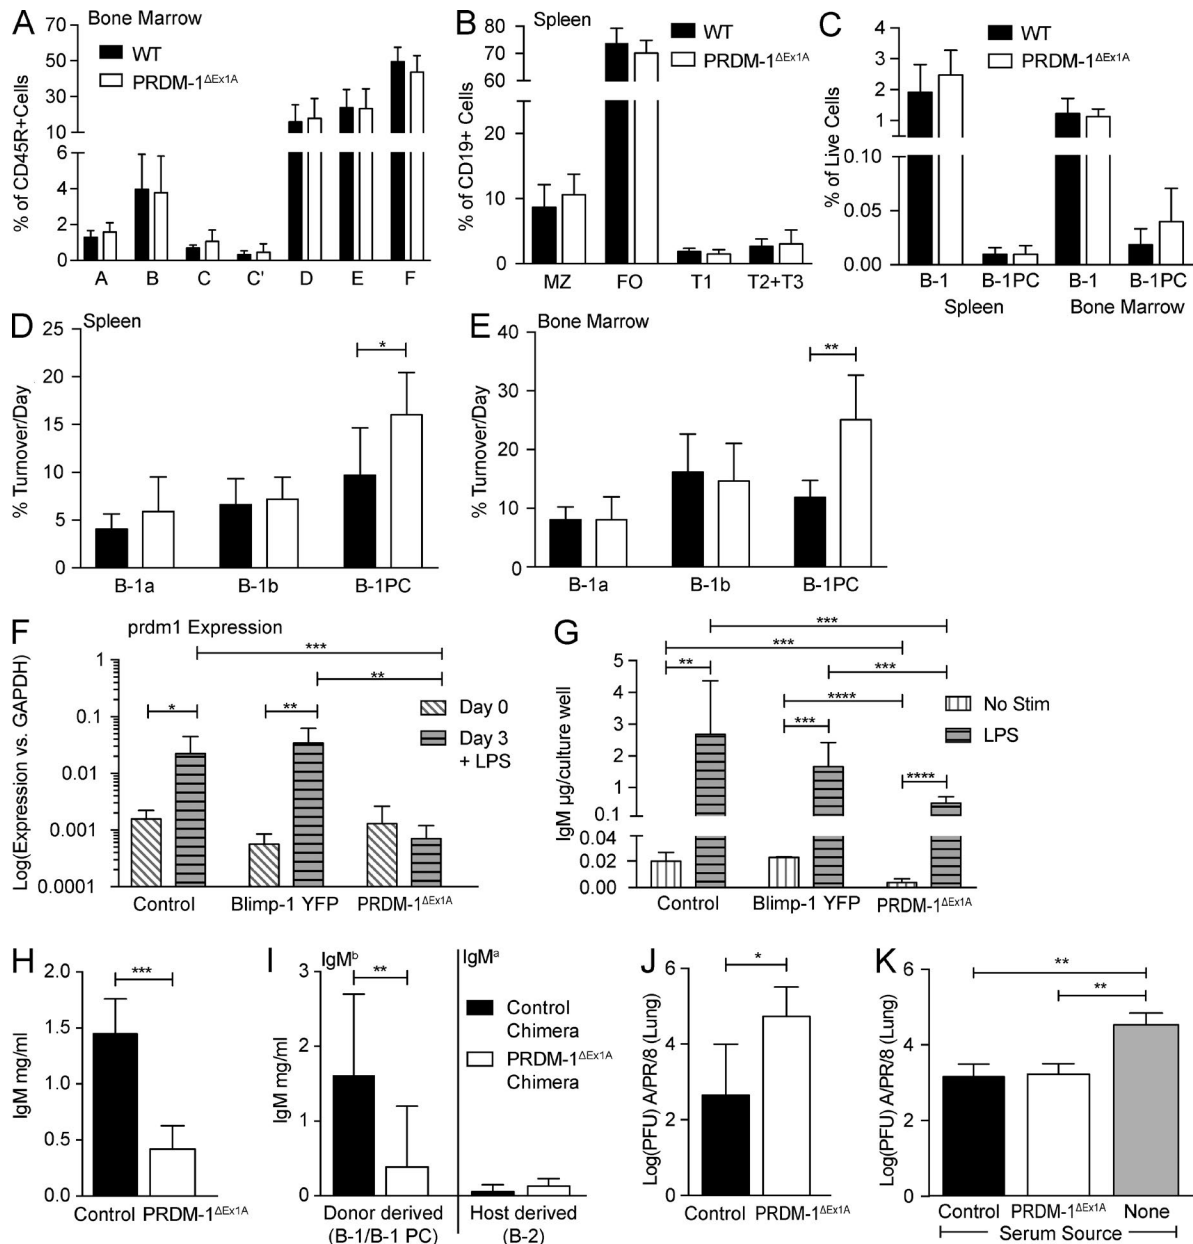 A Bone Marrow
WT
PRDM-1ΔEx1A
% of CD45R+Cells
70
50
30
10
6
4
2
0
A B C C' D E F
B Spleen
WT
PRDM-1ΔEx1A
% of CD19+ Cells
80
70
60
20
10
0
MZ FO T1 T2+T3
C
WT
PRDM-1ΔEx1A
% of Live Cells
4
3
2
1
0.10
0.05
0.00
B-1 B-1PC B-1 B-1PC
Spleen Bone Marrow
D Spleen
% Turnover/Day
25
20
15
10
5
0
*
B-1a B-1b B-1PC
E Bone Marrow
% Turnover/Day
40
30
20
10
0
**
B-1a B-1b B-1PC
F prdm1 Expression
Log(Expression vs. GAPDH)
1
0.1
0.01
0.001
0.0001
***
**
* **
Day 0
Day 3
+ LPS
Control Blimp-1 YFP PRDM-1ΔEx1A
G
IgM µg/culture well
5
4
3
2
1
0.1
0.04
0.02
0.00
***
***
** ***
****
***
****
No Stim
LPS
Control Blimp-1 YFP PRDM-1ΔEx1A
H
IgM mg/ml
2.0
1.5
1.0
0.5
0.0
***
Control PRDM-1ΔEx1A
I IgMb IgMa
IgM mg/ml
3
2
1
0
**
Control
Chimera
PRDM-1ΔEx1A
Chimera
Donor derived Host derived
(B-1/B-1 PC) (B-2)
J
Log(PFU) A/PR/8 (Lung)
6
4
2
0
*
Control PRDM-1ΔEx1A
K
Log(PFU) A/PR/8 (Lung)
6
4
2
0
**
**
Control PRDM-1ΔEx1A None
Serum Source